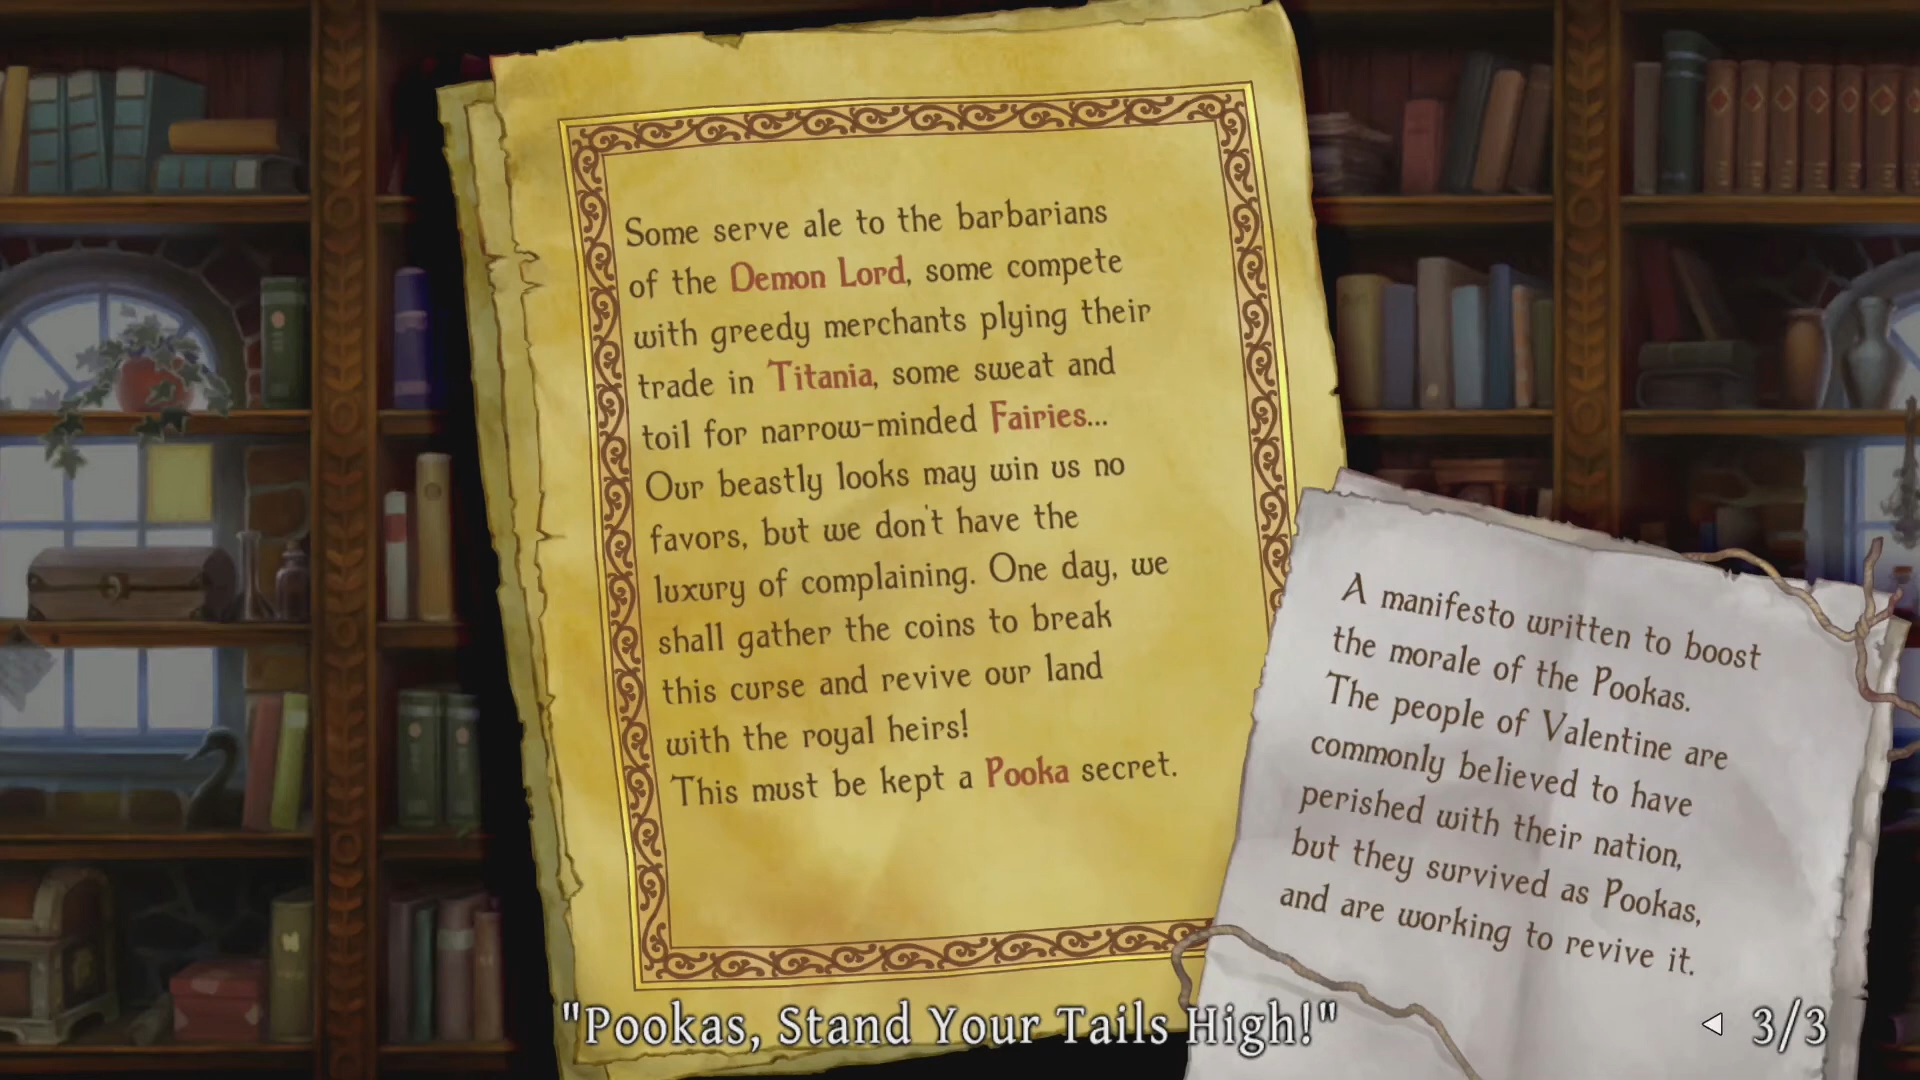 Some serve ale to the barbarians
of the Demon Lord, some compete
with greedy merchants plying their
trade in Titania, some sweat and
toil for narrow-minded Fairies...
Our beastly looks may win us no
favors, but we don't have the
luxury of complaining. One day, we
shall gather the coins to break
this curse and revive our land
with the royal heirs!
This must be kept a Pooka secret.
A manifesto written to boost
the morale of the Pookas.
The people of Valentine are
commonly believed to have
perished with their nation,
but they survived as Pookas,
and are working to revive it.
"Pookas, Stand Your Tails High!"
3/3